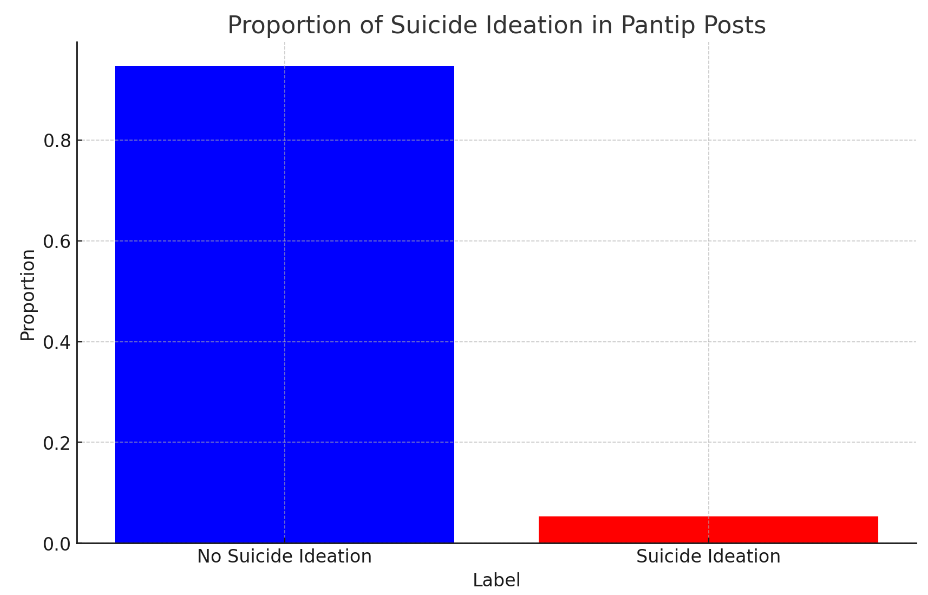 Proportion of Suicide Ideation in Pantip Posts
Proportion
0.8
0.6
0.4
0.2
0.0
No Suicide Ideation
Suicide Ideation
Label